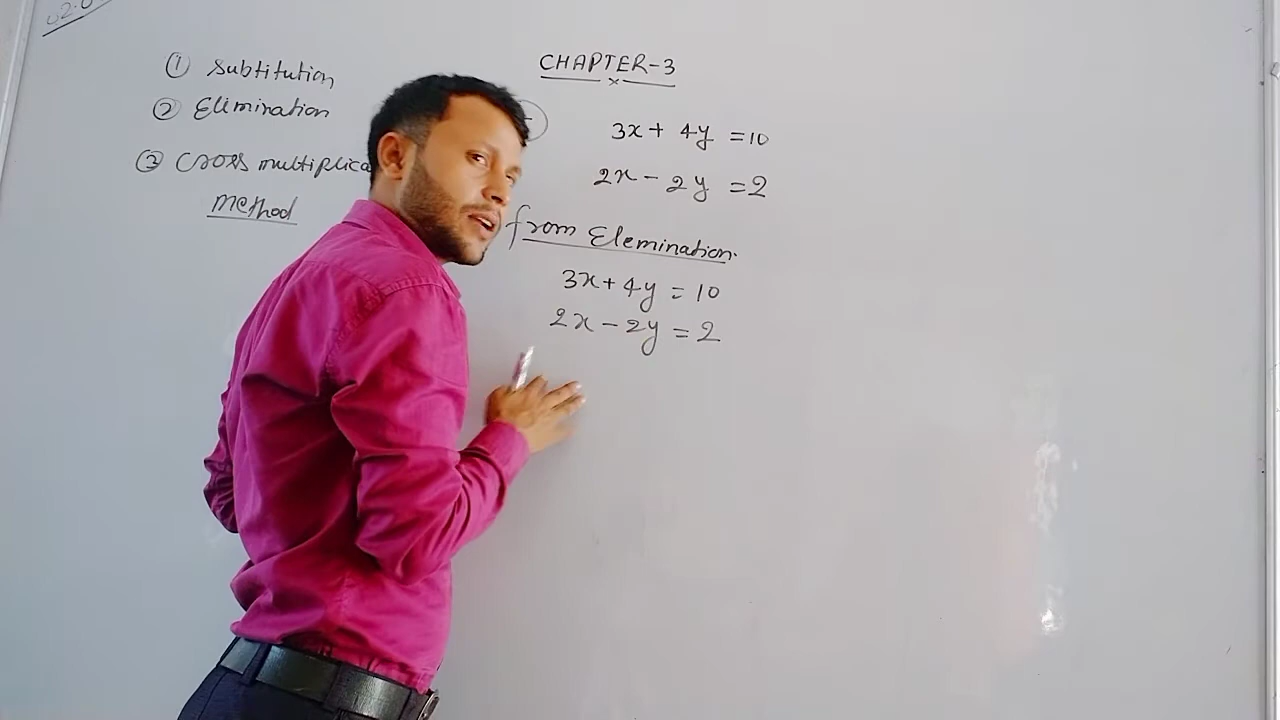 ① Substitution
② Elimination
③ Cross multiplica
Method
CHAPTER-3
3x + 4y = 10
2x - 2y = 2
from Elemination.
3x + 4y = 10
2x - 2y = 2